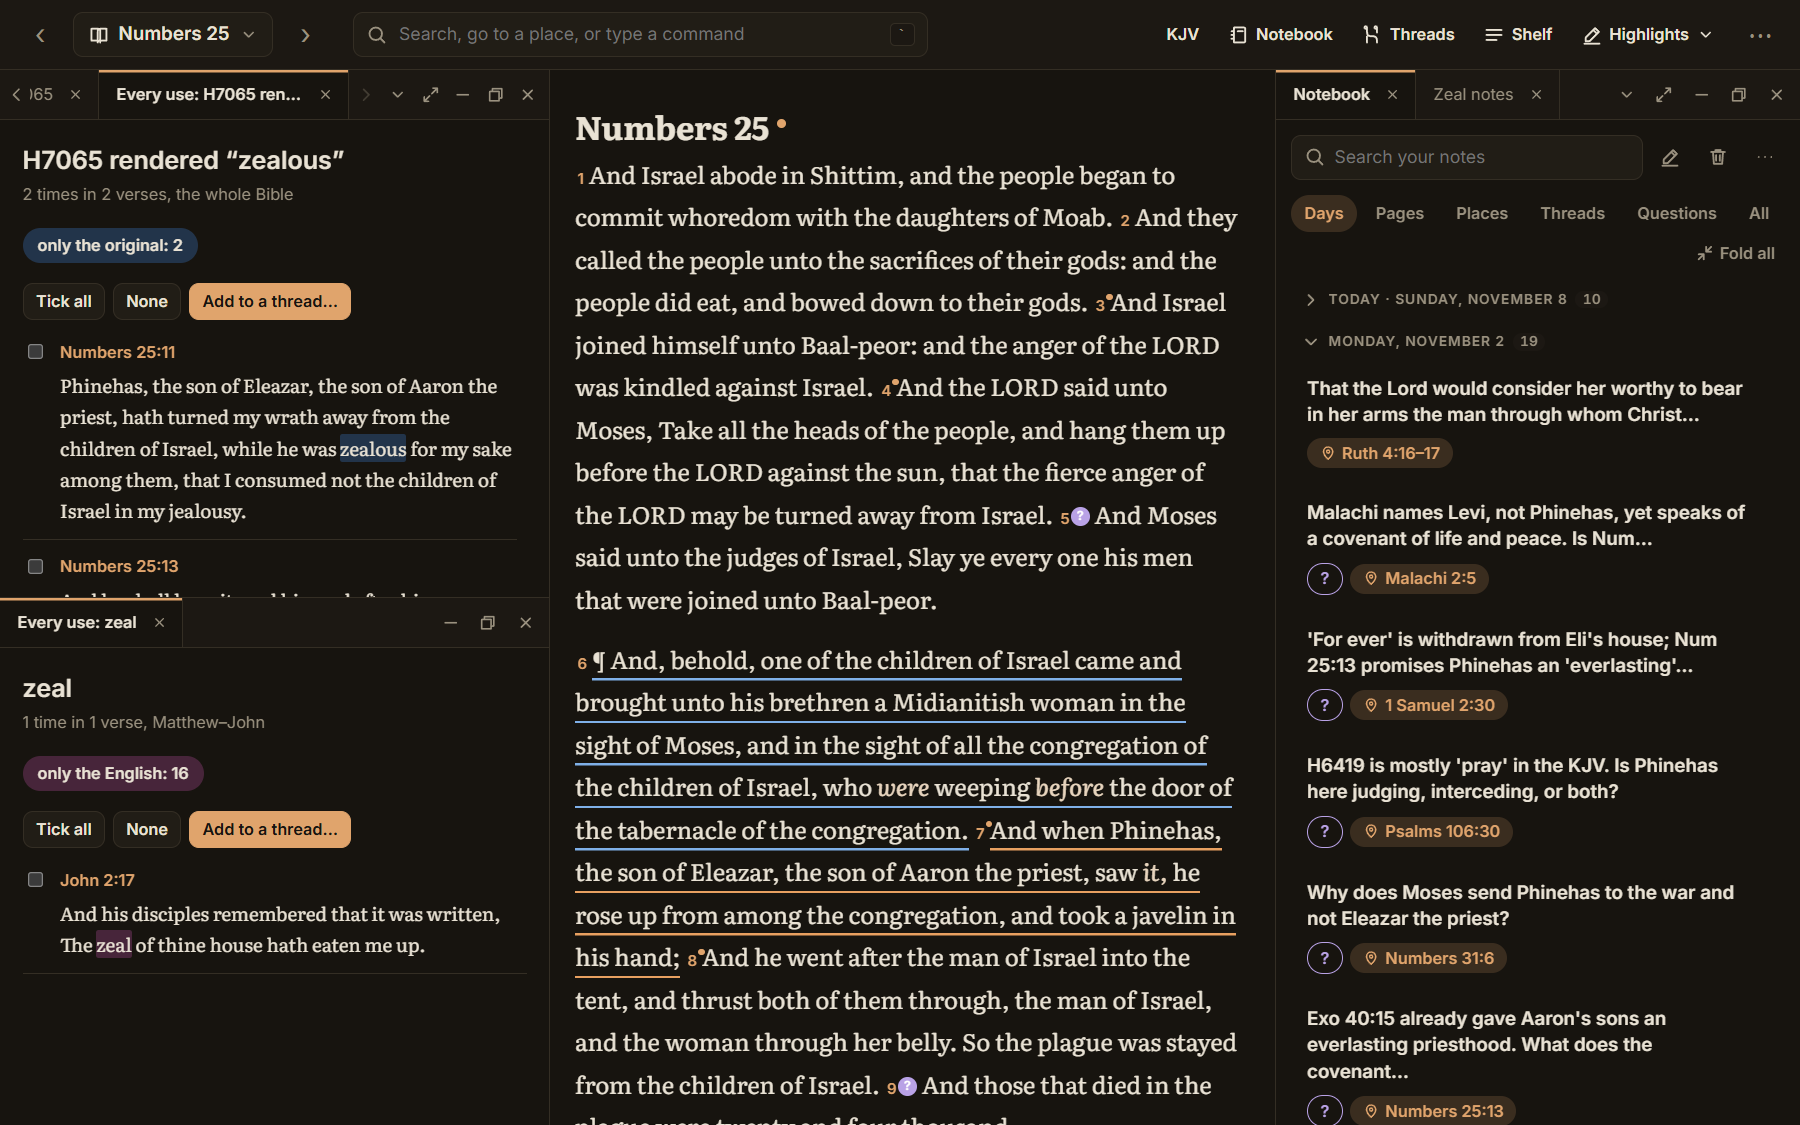 Numbers 25
Search, go to a place, or type a command
`
KJV
Notebook
Threads
Shelf
Highlights
065
Every use: H7065 ren...
H7065 rendered “zealous”
2 times in 2 verses, the whole Bible
only the original: 2
Tick all
None
Add to a thread...
Numbers 25:11
Phinehas, the son of Eleazar, the son of Aaron the
priest, hath turned my wrath away from the
children of Israel, while he was zealous for my sake
among them, that I consumed not the children of
Israel in my jealousy.
Numbers 25:13
Every use: zeal
zeal
1 time in 1 verse, Matthew–John
only the English: 16
Tick all
None
Add to a thread...
John 2:17
And his disciples remembered that it was written,
The zeal of thine house hath eaten me up.
Numbers 25
1 And Israel abode in Shittim, and the people began to
commit whoredom with the daughters of Moab. 2 And they
called the people unto the sacrifices of their gods: and the
people did eat, and bowed down to their gods. 3 And Israel
joined himself unto Baal-peor: and the anger of the LORD
was kindled against Israel. 4 And the LORD said unto
Moses, Take all the heads of the people, and hang them up
before the LORD against the sun, that the fierce anger of
the LORD may be turned away from Israel. 5 ? And Moses
said unto the judges of Israel, Slay ye every one his men
that were joined unto Baal-peor.
6 ¶ And, behold, one of the children of Israel came and
brought unto his brethren a Midianitish woman in the
sight of Moses, and in the sight of all the congregation of
the children of Israel, who were weeping before the door of
the tabernacle of the congregation. 7 And when Phinehas,
the son of Eleazar, the son of Aaron the priest, saw it, he
rose up from among the congregation, and took a javelin in
his hand; 8 And he went after the man of Israel into the
tent, and thrust both of them through, the man of Israel,
and the woman through her belly. So the plague was stayed
from the children of Israel. 9 ? And those that died in the
plague were twenty and four thousand.
Notebook
Zeal notes
Search your notes
Days
Pages
Places
Threads
Questions
All
Fold all
TODAY · SUNDAY, NOVEMBER 8 10
MONDAY, NOVEMBER 2 19
That the Lord would consider her worthy to bear
in her arms the man through whom Christ...
Ruth 4:16–17
Malachi names Levi, not Phinehas, yet speaks of
a covenant of life and peace. Is Num...
? Malachi 2:5
'For ever' is withdrawn from Eli's house; Num
25:13 promises Phinehas an 'everlasting'...
? 1 Samuel 2:30
H6419 is mostly 'pray' in the KJV. Is Phinehas
here judging, interceding, or both?
? Psalms 106:30
Why does Moses send Phinehas to the war and
not Eleazar the priest?
? Numbers 31:6
Exo 40:15 already gave Aaron's sons an
everlasting priesthood. What does the
covenant...
? Numbers 25:13